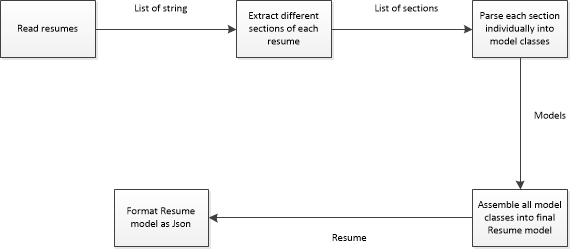 List of string
List of sections
Read resumes
Extract different
sections of each
resume
Parse each section
individually into
model classes
Models
Format Resume
model as Json
Resume
Assemble all model
classes into final
Resume model